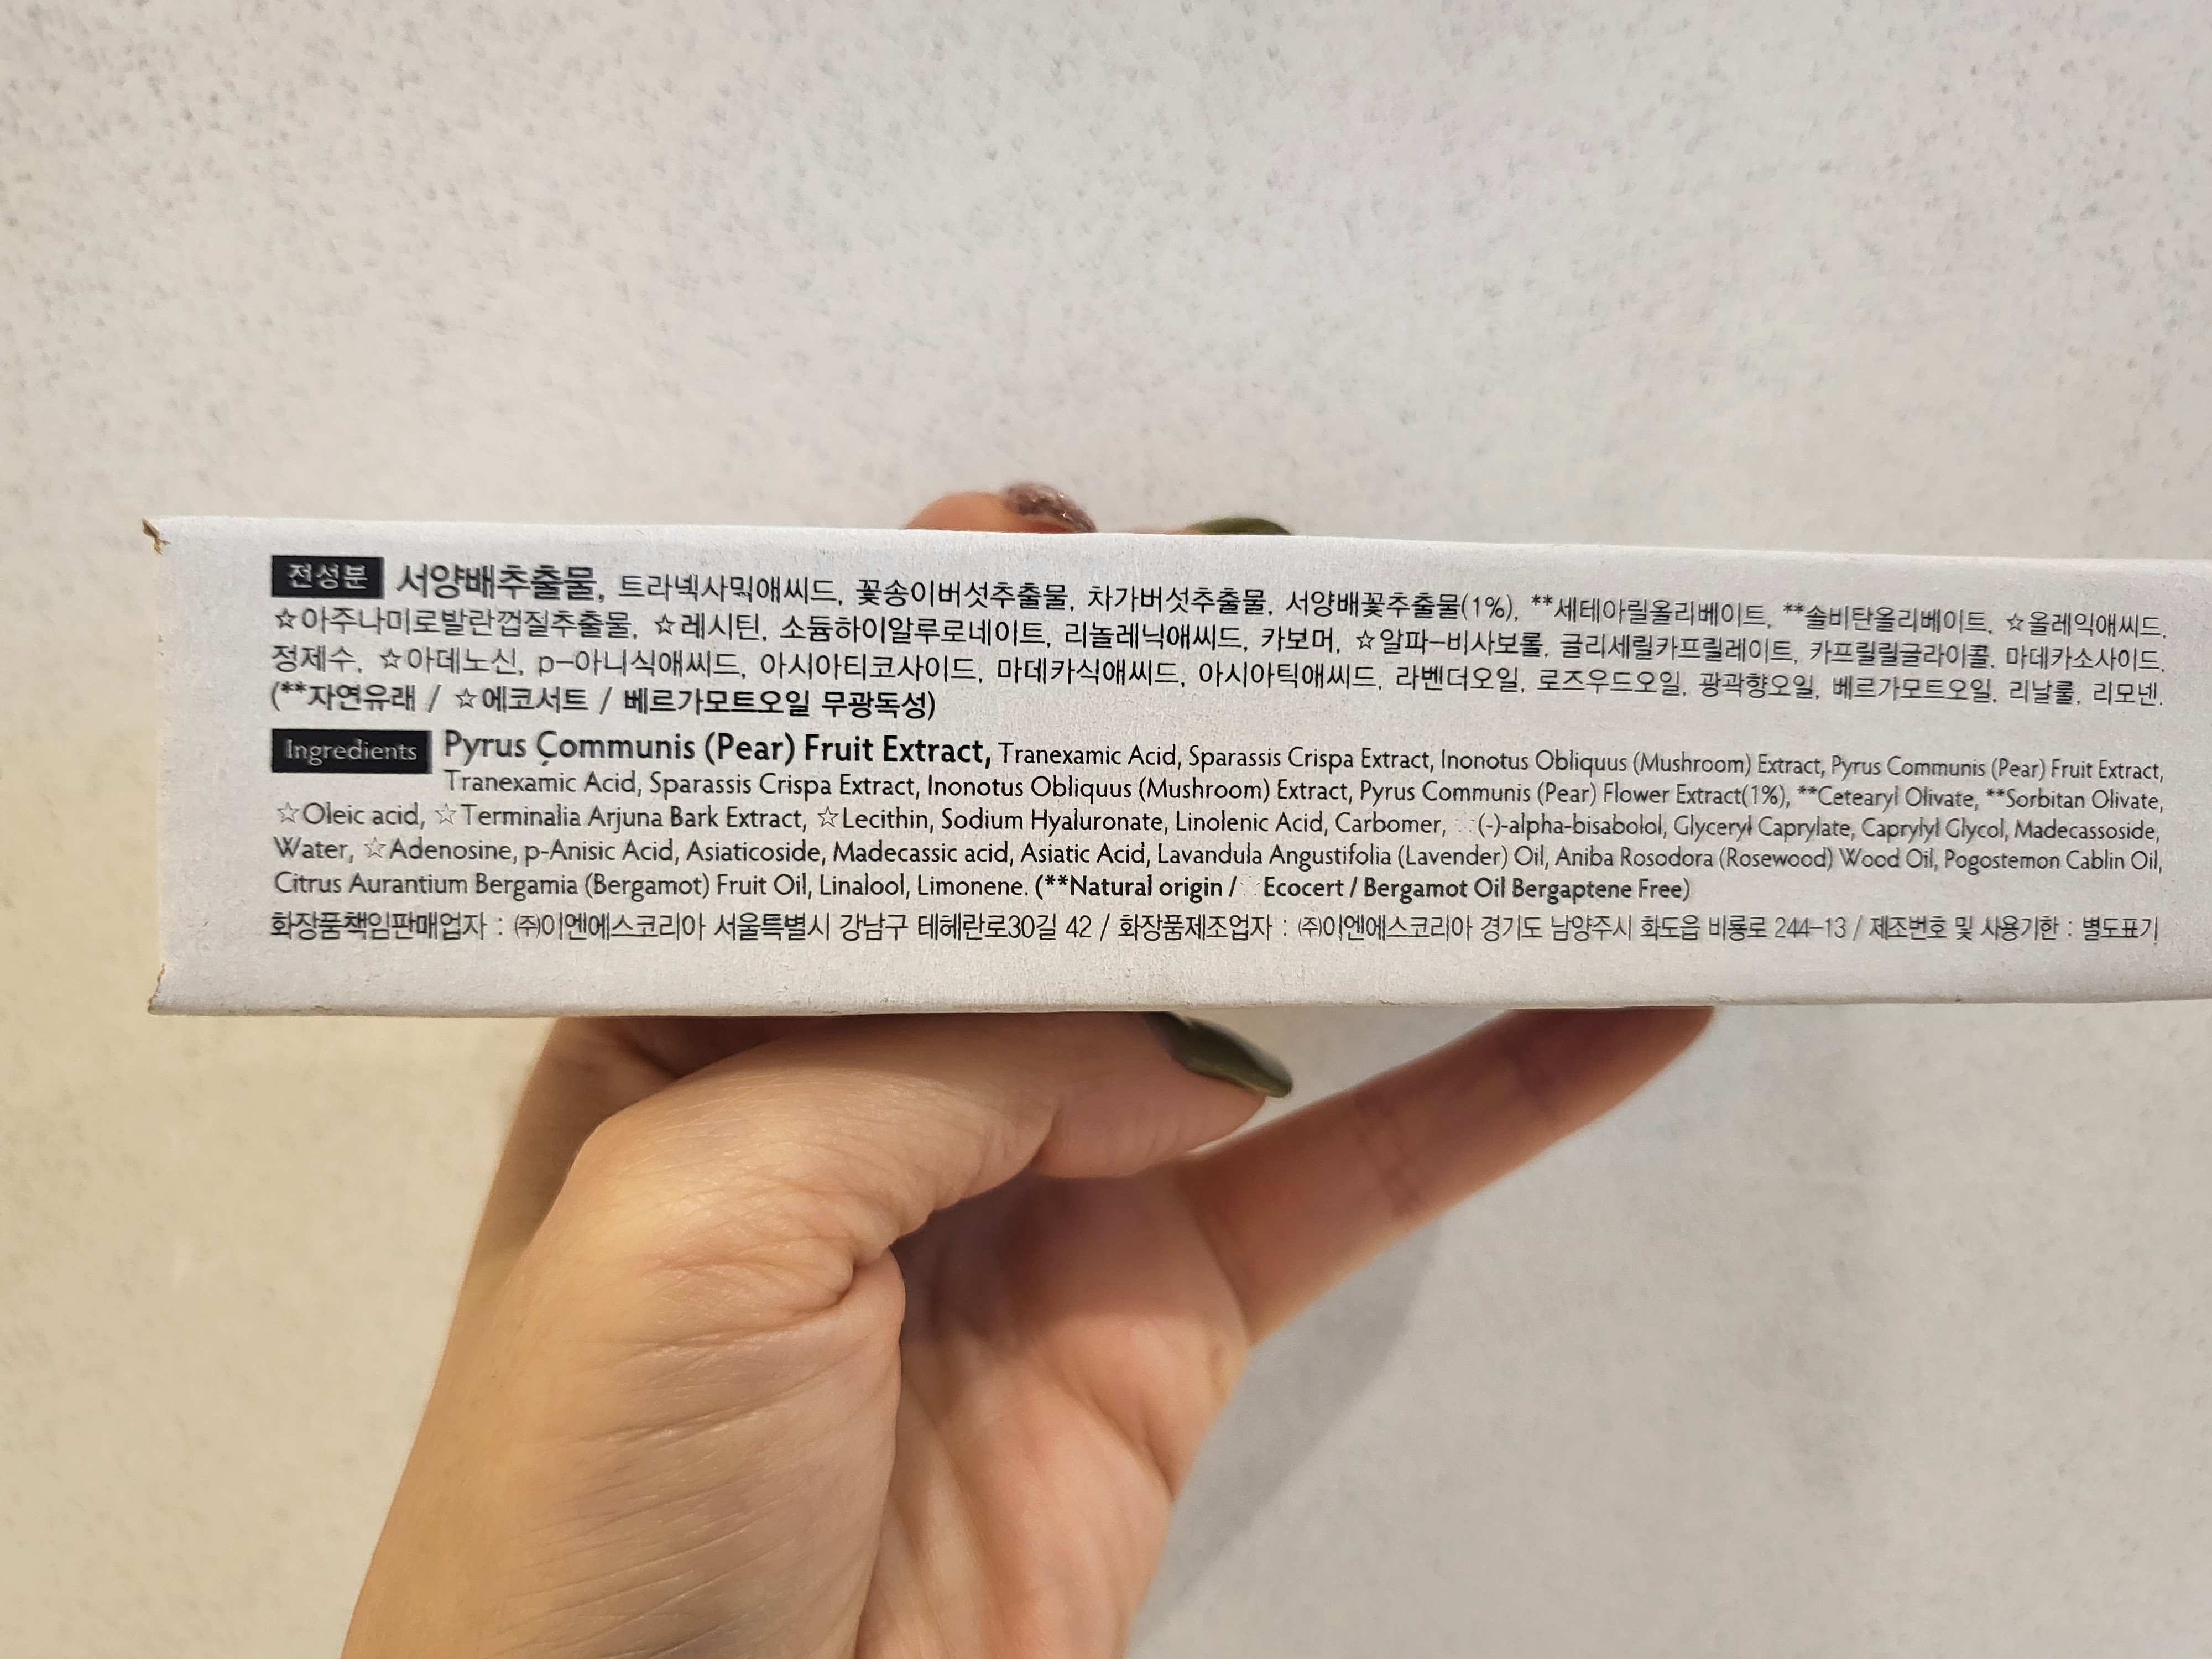 전성분 서양배추출물, 트라넥사믹애씨드, 꽃송이버섯추출물, 차가버섯추출물, 서양배꽃추출물(1%), **세테아릴올리베이트, **솔비탄올리베이트, ☆올레익애씨드,
☆아주나미로발란껍질추출물, ☆레시틴, 소듐하이알루로네이트, 리놀레닉애씨드, 카보머, ☆알파-비사보롤, 글리세릴카프릴레이트, 카프릴릴글라이콜, 마데카소사이드,
정제수, ☆아데노신, p-아니식애씨드, 아시아티코사이드, 마데카식애씨드, 아시아틱애씨드, 라벤더오일, 로즈우드오일, 광곽향오일, 베르가모트오일, 리날룰, 리모넨.
(**자연유래 / ☆에코서트 / 베르가모트오일 무광독성)
Ingredients Pyrus Communis (Pear) Fruit Extract, Tranexamic Acid, Sparassis Crispa Extract, Inonotus Obliquus (Mushroom) Extract, Pyrus Communis (Pear) Fruit Extract,
Tranexamic Acid, Sparassis Crispa Extract, Inonotus Obliquus (Mushroom) Extract, Pyrus Communis (Pear) Flower Extract(1%), **Cetearyl Olivate, **Sorbitan Olivate,
☆Oleic acid, ☆Terminalia Arjuna Bark Extract, ☆Lecithin, Sodium Hyaluronate, Linolenic Acid, Carbomer, (-)-alpha-bisabolol, Glyceryl Caprylate, Caprylyl Glycol, Madecassoside,
Water, ☆Adenosine, p-Anisic Acid, Asiaticoside, Madecassic acid, Asiatic Acid, Lavandula Angustifolia (Lavender) Oil, Aniba Rosodora (Rosewood) Wood Oil, Pogostemon Cablin Oil,
Citrus Aurantium Bergamia (Bergamot) Fruit Oil, Linalool, Limonene. (**Natural origin / Ecocert / Bergamot Oil Bergaptene Free)
화장품책임판매업자 : ㈜이엔에스코리아 서울특별시 강남구 테헤란로30길 42 / 화장품제조업자 : ㈜이엔에스코리아 경기도 남양주시 화도읍 비룡로 244-13 / 제조번호 및 사용기한 : 별도표기